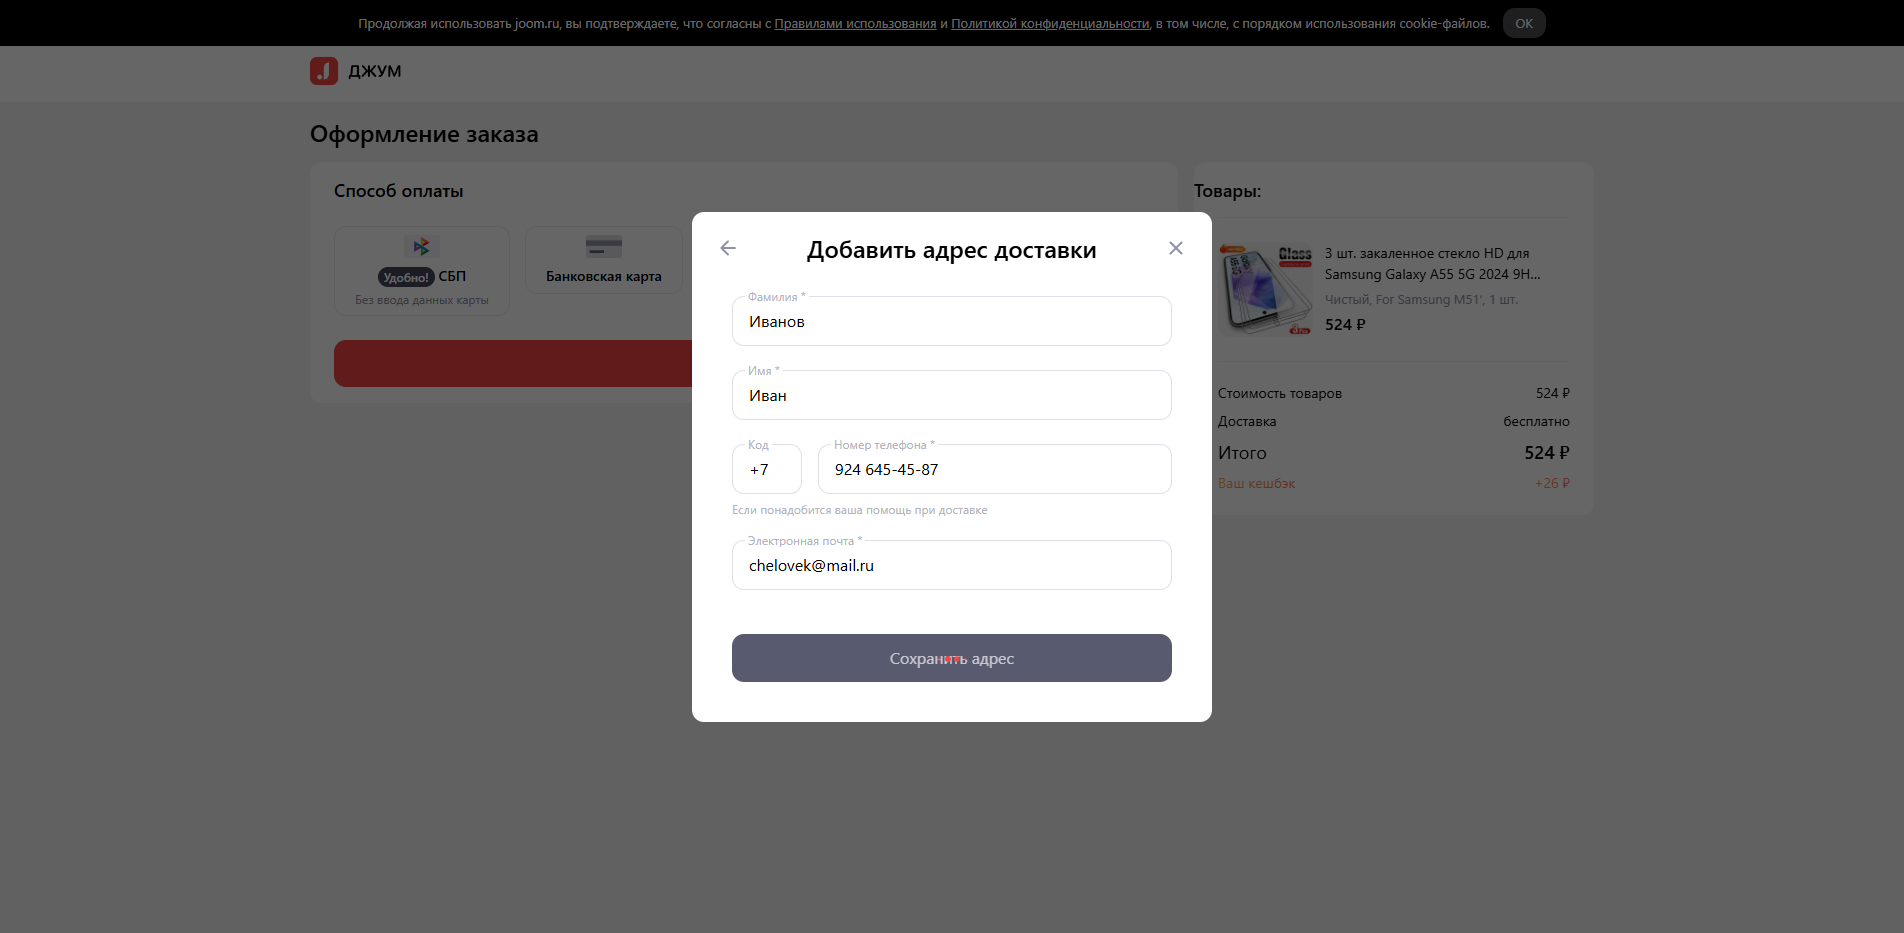 Продолжая использовать joom.ru, вы подтверждаете, что согласны с Правилами использования и Политикой конфиденциальности, в том числе, с порядком использования cookie-файлов.
OK
ДЖУМ
Оформление заказа
Способ оплаты
Удобно! СБП
Без ввода данных карты
Банковская карта
Товары:
Glass
3 шт. закаленное стекло HD для
Samsung Galaxy A55 5G 2024 9H...
Чистый, For Samsung M51', 1 шт.
524 ₽
Стоимость товаров 524 ₽
Доставка бесплатно
Итого 524 ₽
Ваш кешбэк +26 ₽
Добавить адрес доставки
Фамилия *
Иванов
Имя *
Иван
Код
+7
Номер телефона *
924 645-45-87
Если понадобится ваша помощь при доставке
Электронная почта *
chelovek@mail.ru
Сохранить адрес